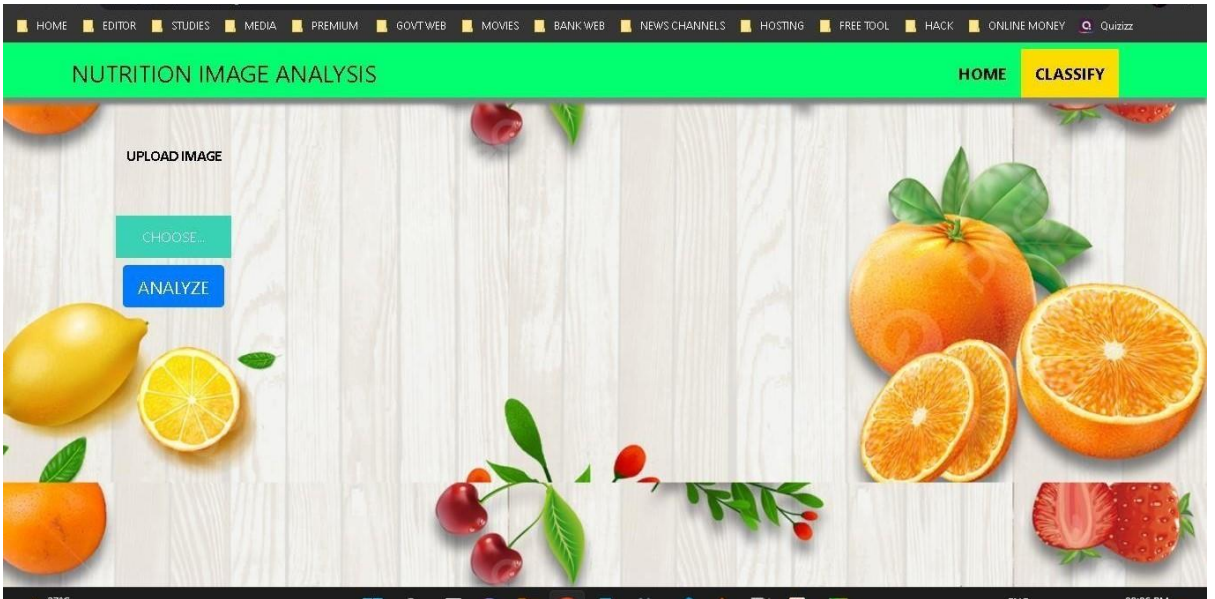 HOME EDITOR STUDIES MEDIA PREMIUM GOVT WEB MOVIES BANK WEB NEWS CHANNELS HOSTING FREE TOOL HACK ONLINE MONEY Quizizz
NUTRITION IMAGE ANALYSIS HOME CLASSIFY
UPLOAD IMAGE
CHOOSE...
ANALYZE